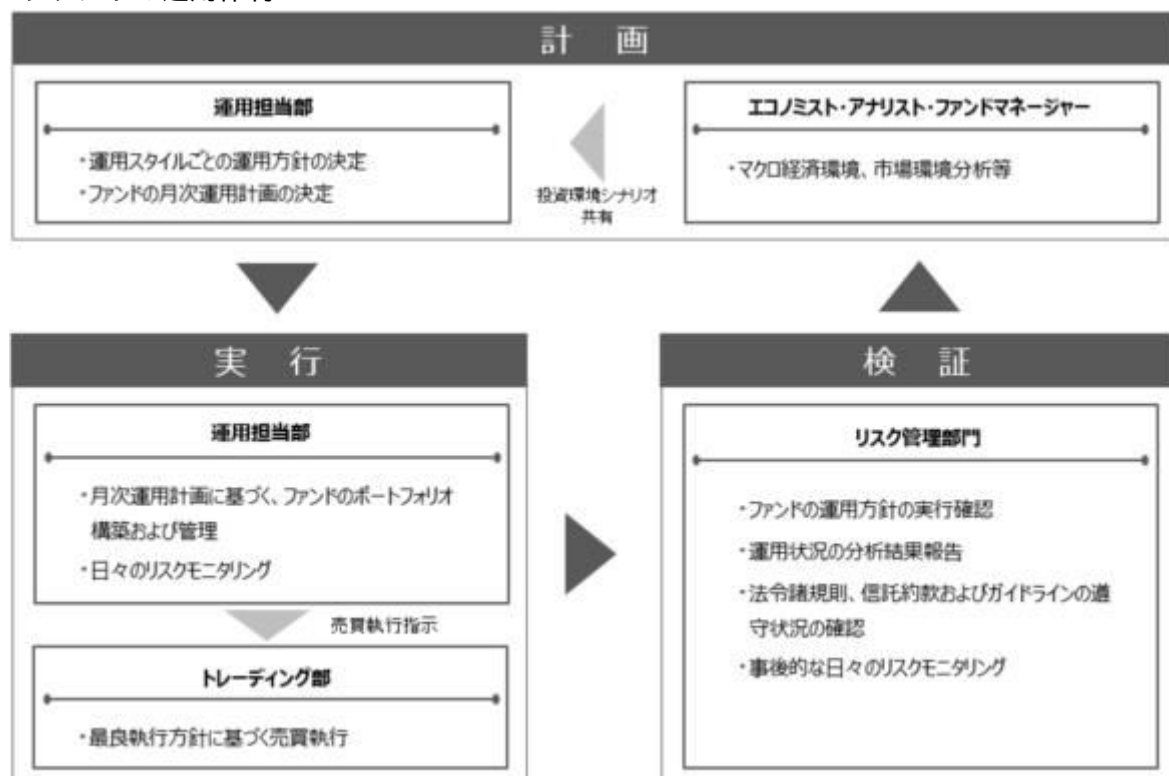 計 画
運用担当部
・運用スタイルごとの運用方針の決定
・ファンドの月次運用計画の決定
投資環境シナリオ
共有
エコノミスト・アナリスト・ファンドマネージャー
・マクロ経済環境、市場環境分析等
実 行
運用担当部
・月次運用計画に基づく、ファンドのポートフォリオ
構築および管理
・日々のリスクモニタリング
売買執行指示
トレーディング部
・最良執行方針に基づく売買執行
検 証
リスク管理部門
・ファンドの運用方針の実行確認
・運用状況の分析結果報告
・法令諸規則、信託約款およびガイドラインの遵
守状況の確認
・事後的な日々のリスクモニタリング